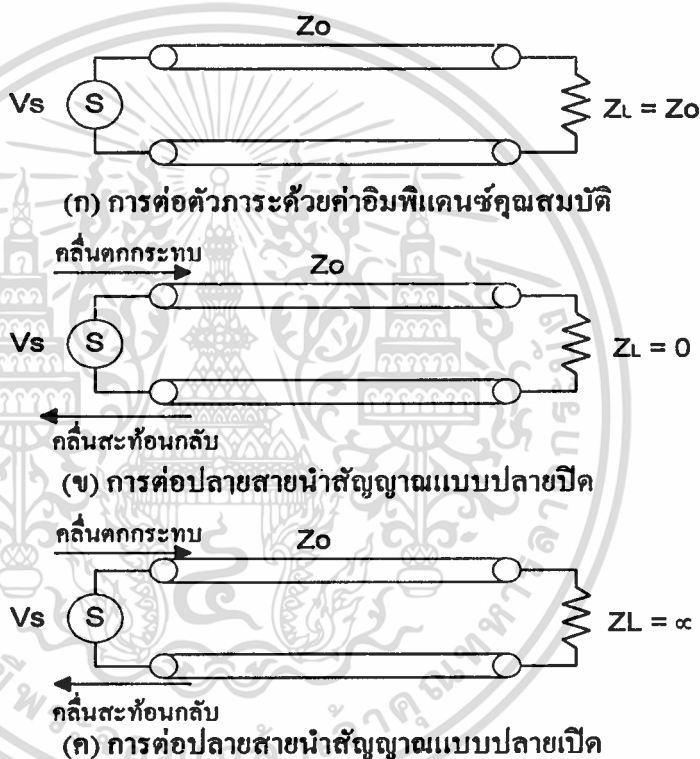 Zo
Vs S ZL = Zo
(ก) การต่อตัวภาระด้วยค่าอิมพิแดนซ์คุณสมบัติ
คลื่นตกกระทบ
Zo
Vs S ZL = 0
คลื่นสะท้อนกลับ
(ข) การต่อปลายสายนำสัญญาณแบบปลายปิด
คลื่นตกกระทบ
Zo
Vs S ZL = ∝
คลื่นสะท้อนกลับ
(ค) การต่อปลายสายนำสัญญาณแบบปลายเปิด